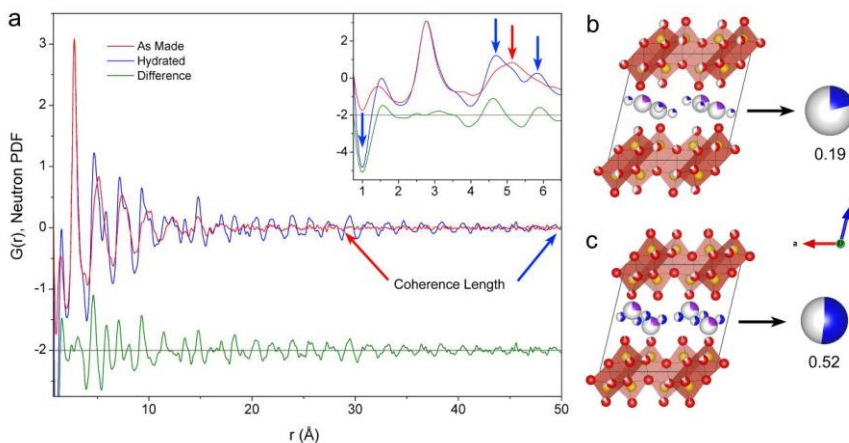 a
As Made
Hydrated
Difference
G(r), Neutron PDF
3
2
1
0
-1
-2
10
20
30
40
50
r (Å)
Coherence Length
2
0
-2
-4
1
2
3
4
5
6
b
0.19
a
c
0.52